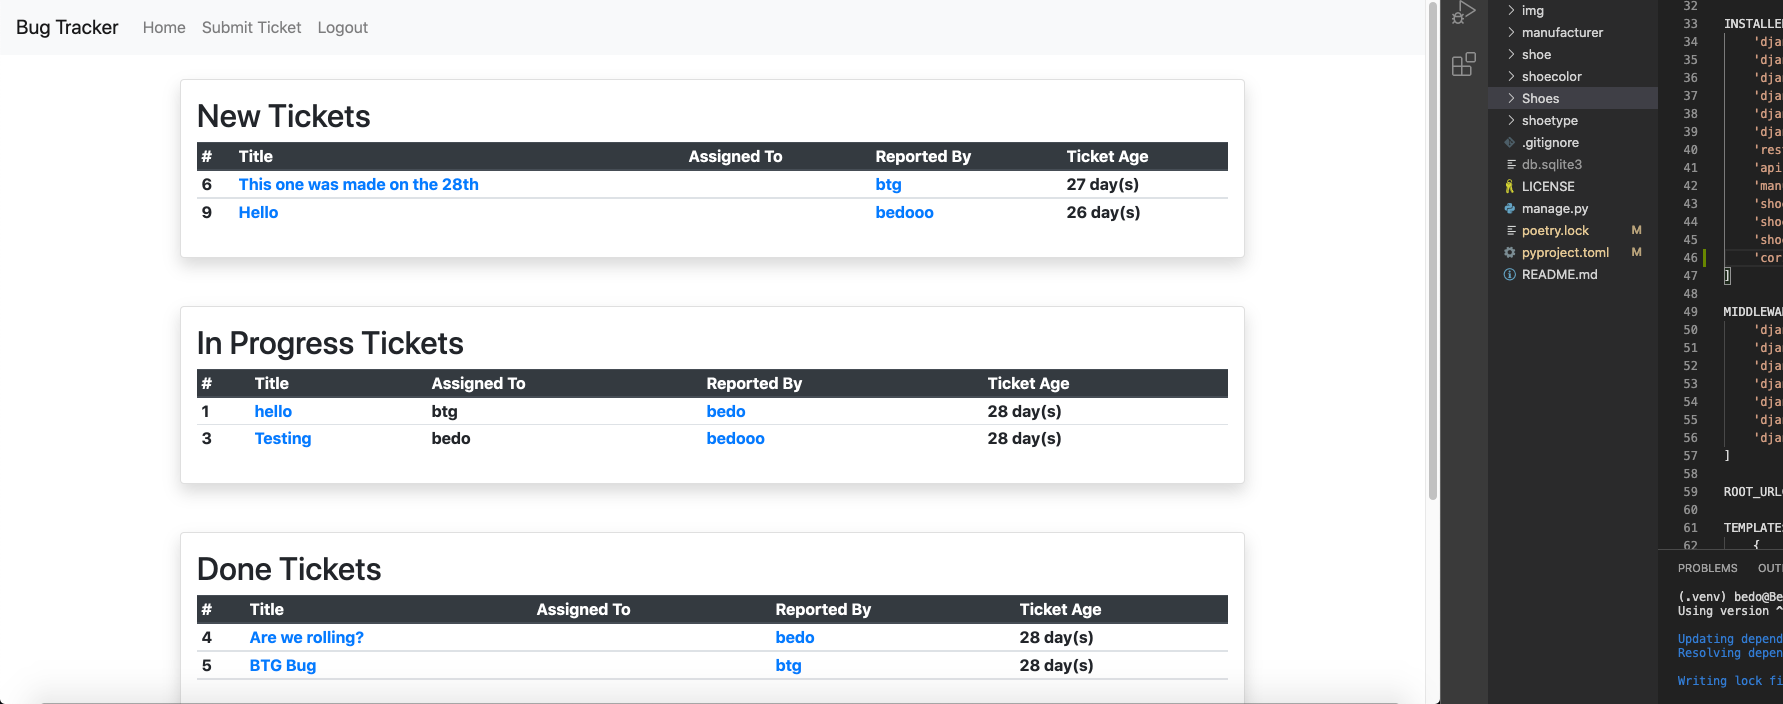 Bug Tracker Home Submit Ticket Logout
New Tickets
# Title Assigned To Reported By Ticket Age
6 This one was made on the 28th btg 27 day(s)
9 Hello bedooo 26 day(s)
In Progress Tickets
# Title Assigned To Reported By Ticket Age
1 hello btg bedo 28 day(s)
3 Testing bedo bedooo 28 day(s)
Done Tickets
# Title Assigned To Reported By Ticket Age
4 Are we rolling? bedo 28 day(s)
5 BTG Bug btg 28 day(s)
img
manufacturer
shoe
shoecolor
Shoes
shoetype
.gitignore
db.sqlite3
LICENSE
manage.py
poetry.lock M
pyproject.toml M
README.md
32
33 INSTALLE
34 'dja
35 'dja
36 'dja
37 'dja
38 'dja
39 'dja
40 'res
41 'api
42 'man
43 'sho
44 'sho
45 'sho
46 'cor
47 ]
48
49 MIDDLEWA
50 'dja
51 'dja
52 'dja
53 'dja
54 'dja
55 'dja
56 'dja
57 ]
58
59 ROOT_URL
60
61 TEMPLATE
62 {
PROBLEMS OUT
(.venv) bedo@Be
Using version ^
Updating depend
Resolving depen
Writing lock fi